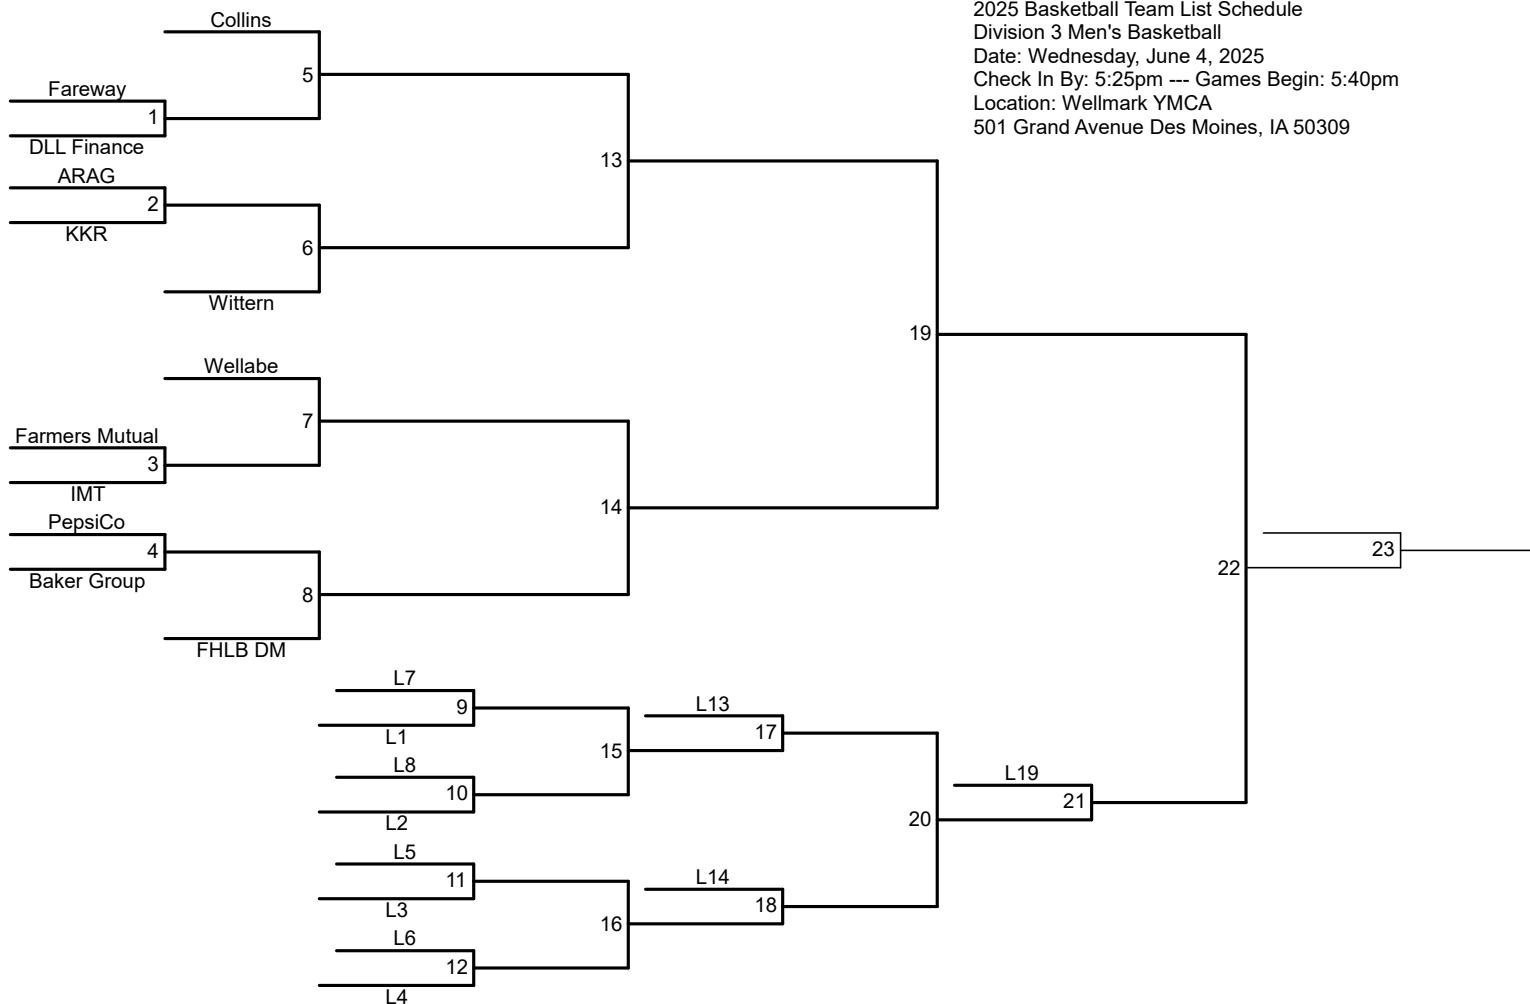 2025 Basketball Team List Schedule
Division 3 Men's Basketball
Date: Wednesday, June 4, 2025
Check In By: 5:25pm --- Games Begin: 5:40pm
Location: Wellmark YMCA
501 Grand Avenue Des Moines, IA 50309
Collins
5
Fareway
1
DLL Finance
13
ARAG
2
KKR
6
Wittern
19
Wellabe
7
Farmers Mutual
3
IMT
14
PepsiCo
4
Baker Group
8
FHLB DM
23
22
L7
9
L1
L13
17
15
L8
10
L2
L19
21
20
L5
11
L3
L14
18
16
L6
12
L4